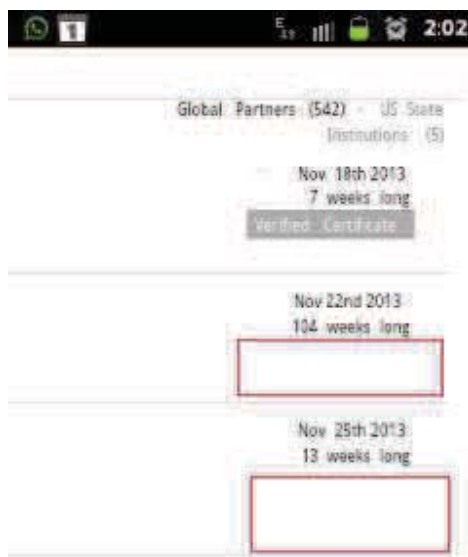 1
E
2:02
Global Partners (542) - US State
Institutions (5)
Nov 18th 2013
7 weeks long
Verified Certificate
Nov 22nd 2013
104 weeks long
Nov 25th 2013
13 weeks long